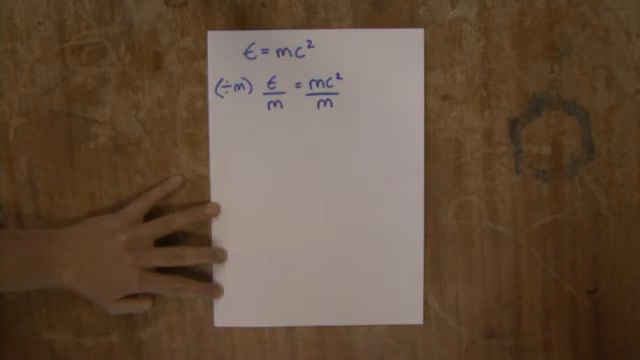 E = mc²
(÷m) E/m = mc²/m